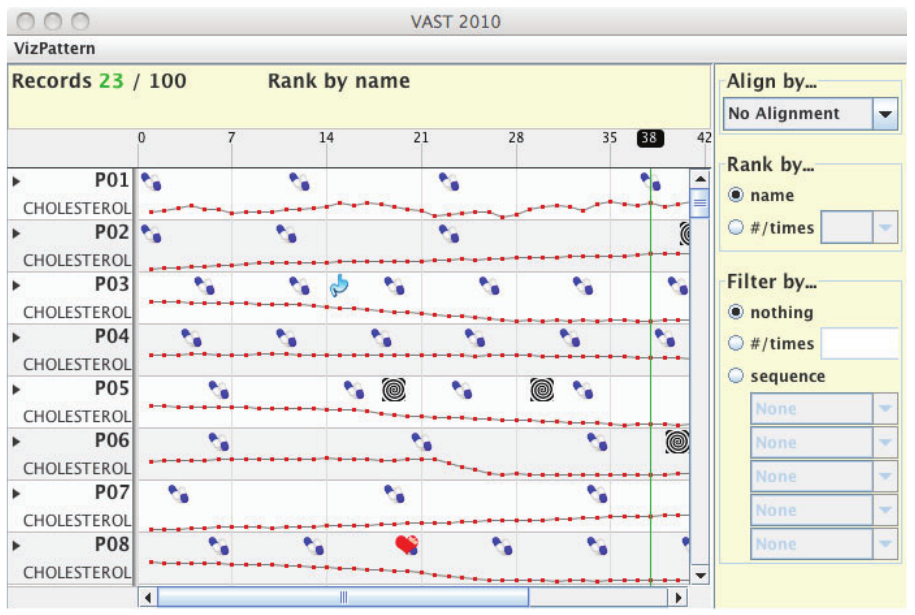 VAST 2010
VizPattern
Records 23 / 100 Rank by name
0 7 14 21 28 35 38 42
P01
CHOLESTEROL
P02
CHOLESTEROL
P03
CHOLESTEROL
P04
CHOLESTEROL
P05
CHOLESTEROL
P06
CHOLESTEROL
P07
CHOLESTEROL
P08
CHOLESTEROL
Align by...
No Alignment
Rank by...
name
#/times
Filter by...
nothing
#/times
sequence
None
None
None
None
None